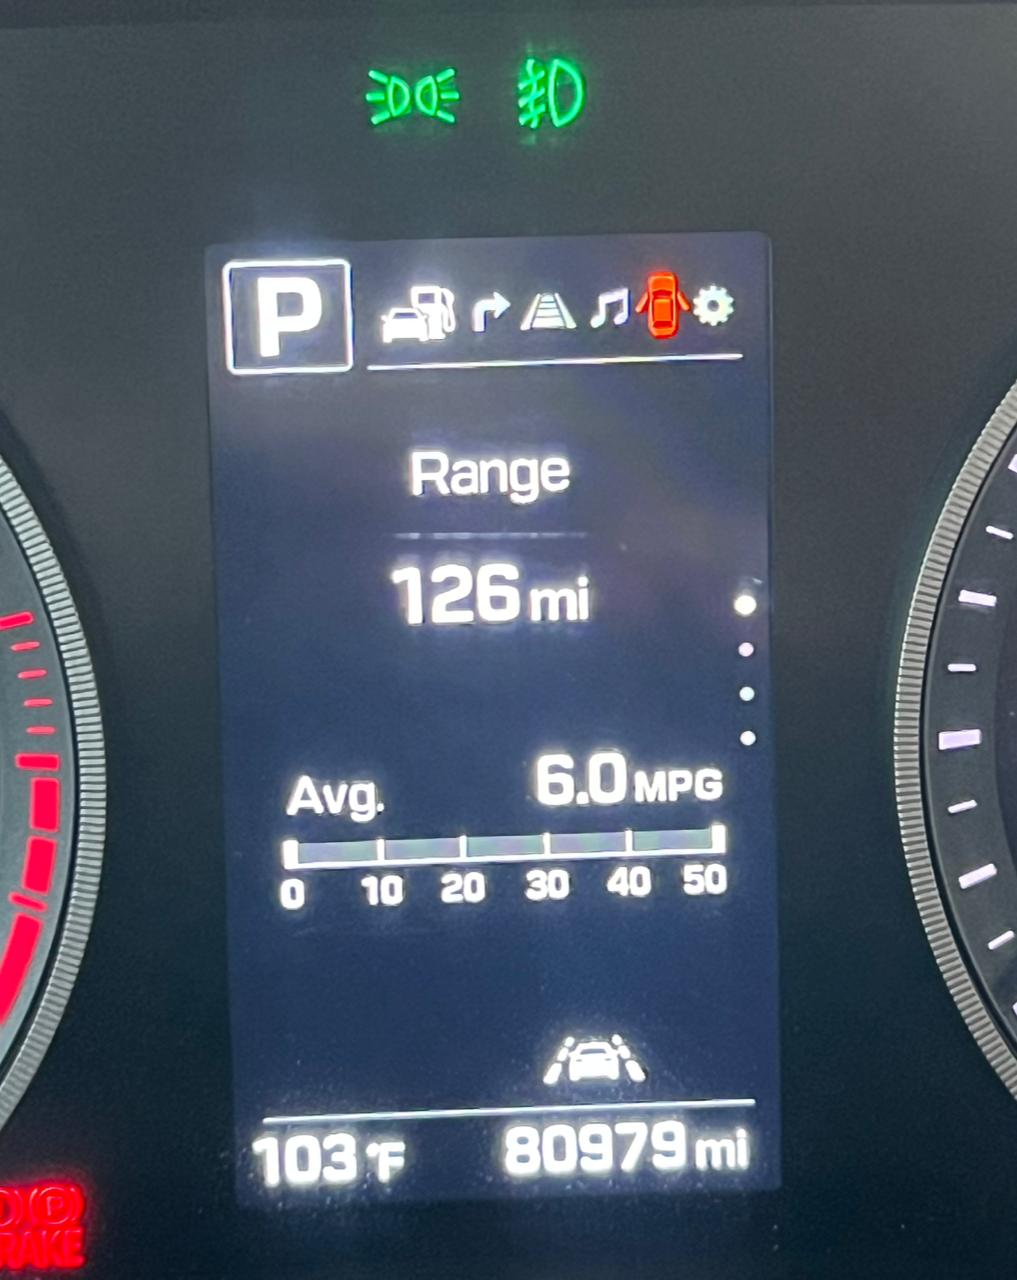 P
Range
126 mi
Avg. 6.0 MPG
0 10 20 30 40 50
103 °F 80979 mi
(P)